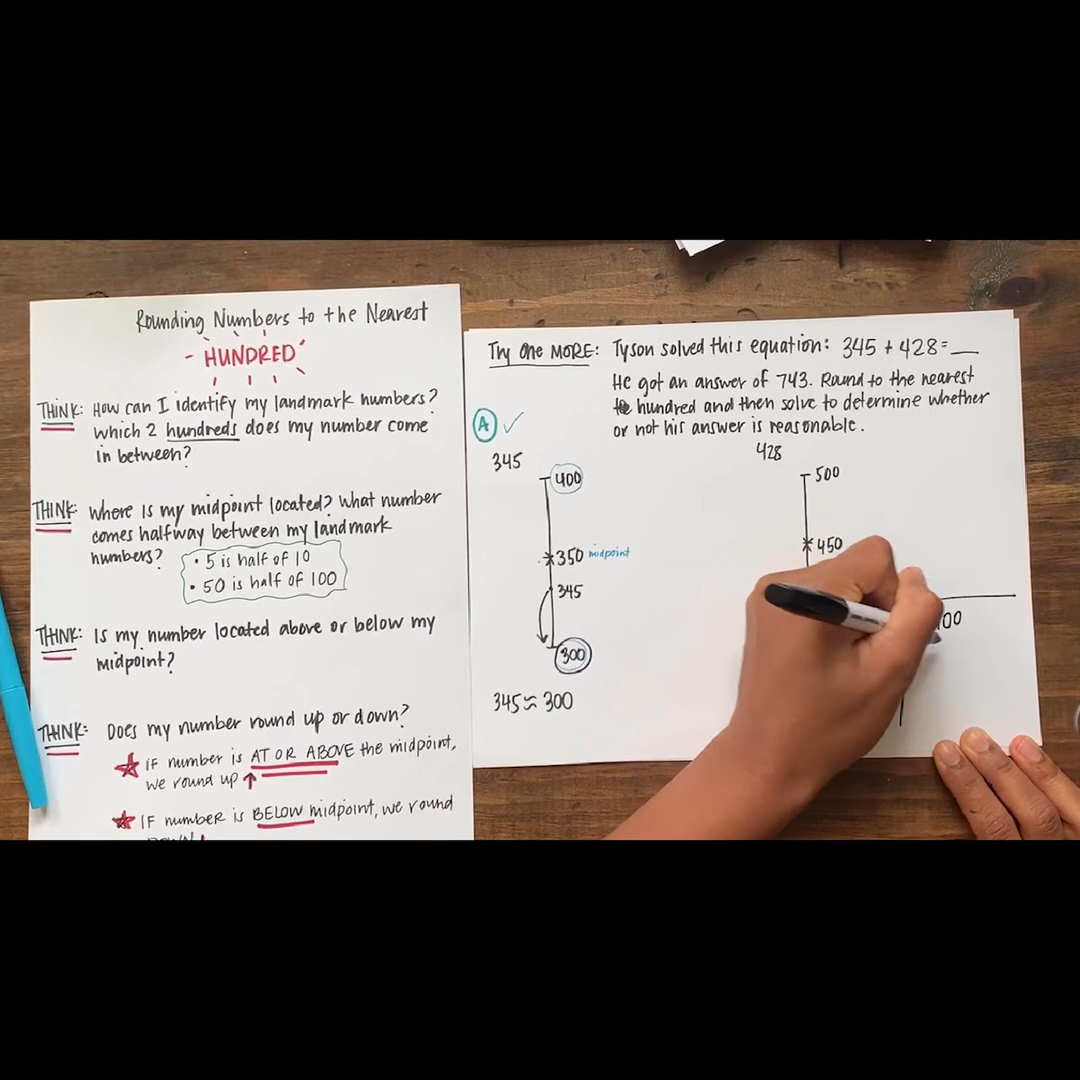 Rounding Numbers to the Nearest
- HUNDRED
THINK: How can I identify my landmark numbers?
which 2 hundreds does my number come
in between?
THINK: Where is my midpoint located? What number
comes halfway between my landmark
numbers?
• 5 is half of 10
• 50 is half of 100
THINK: Is my number located above or below my
midpoint?
THINK: Does my number round up or down?
IF number is AT OR ABOVE the midpoint,
we round up ↑
IF number is BELOW midpoint, we round
Try One MORE: Tyson solved this equation: 345 + 428 = __
He got an answer of 743. Round to the nearest
hundred and then solve to determine whether
or not his answer is reasonable.
A ✓
345
400
350 midpoint
345
300
345 ≈ 300
428
500
450